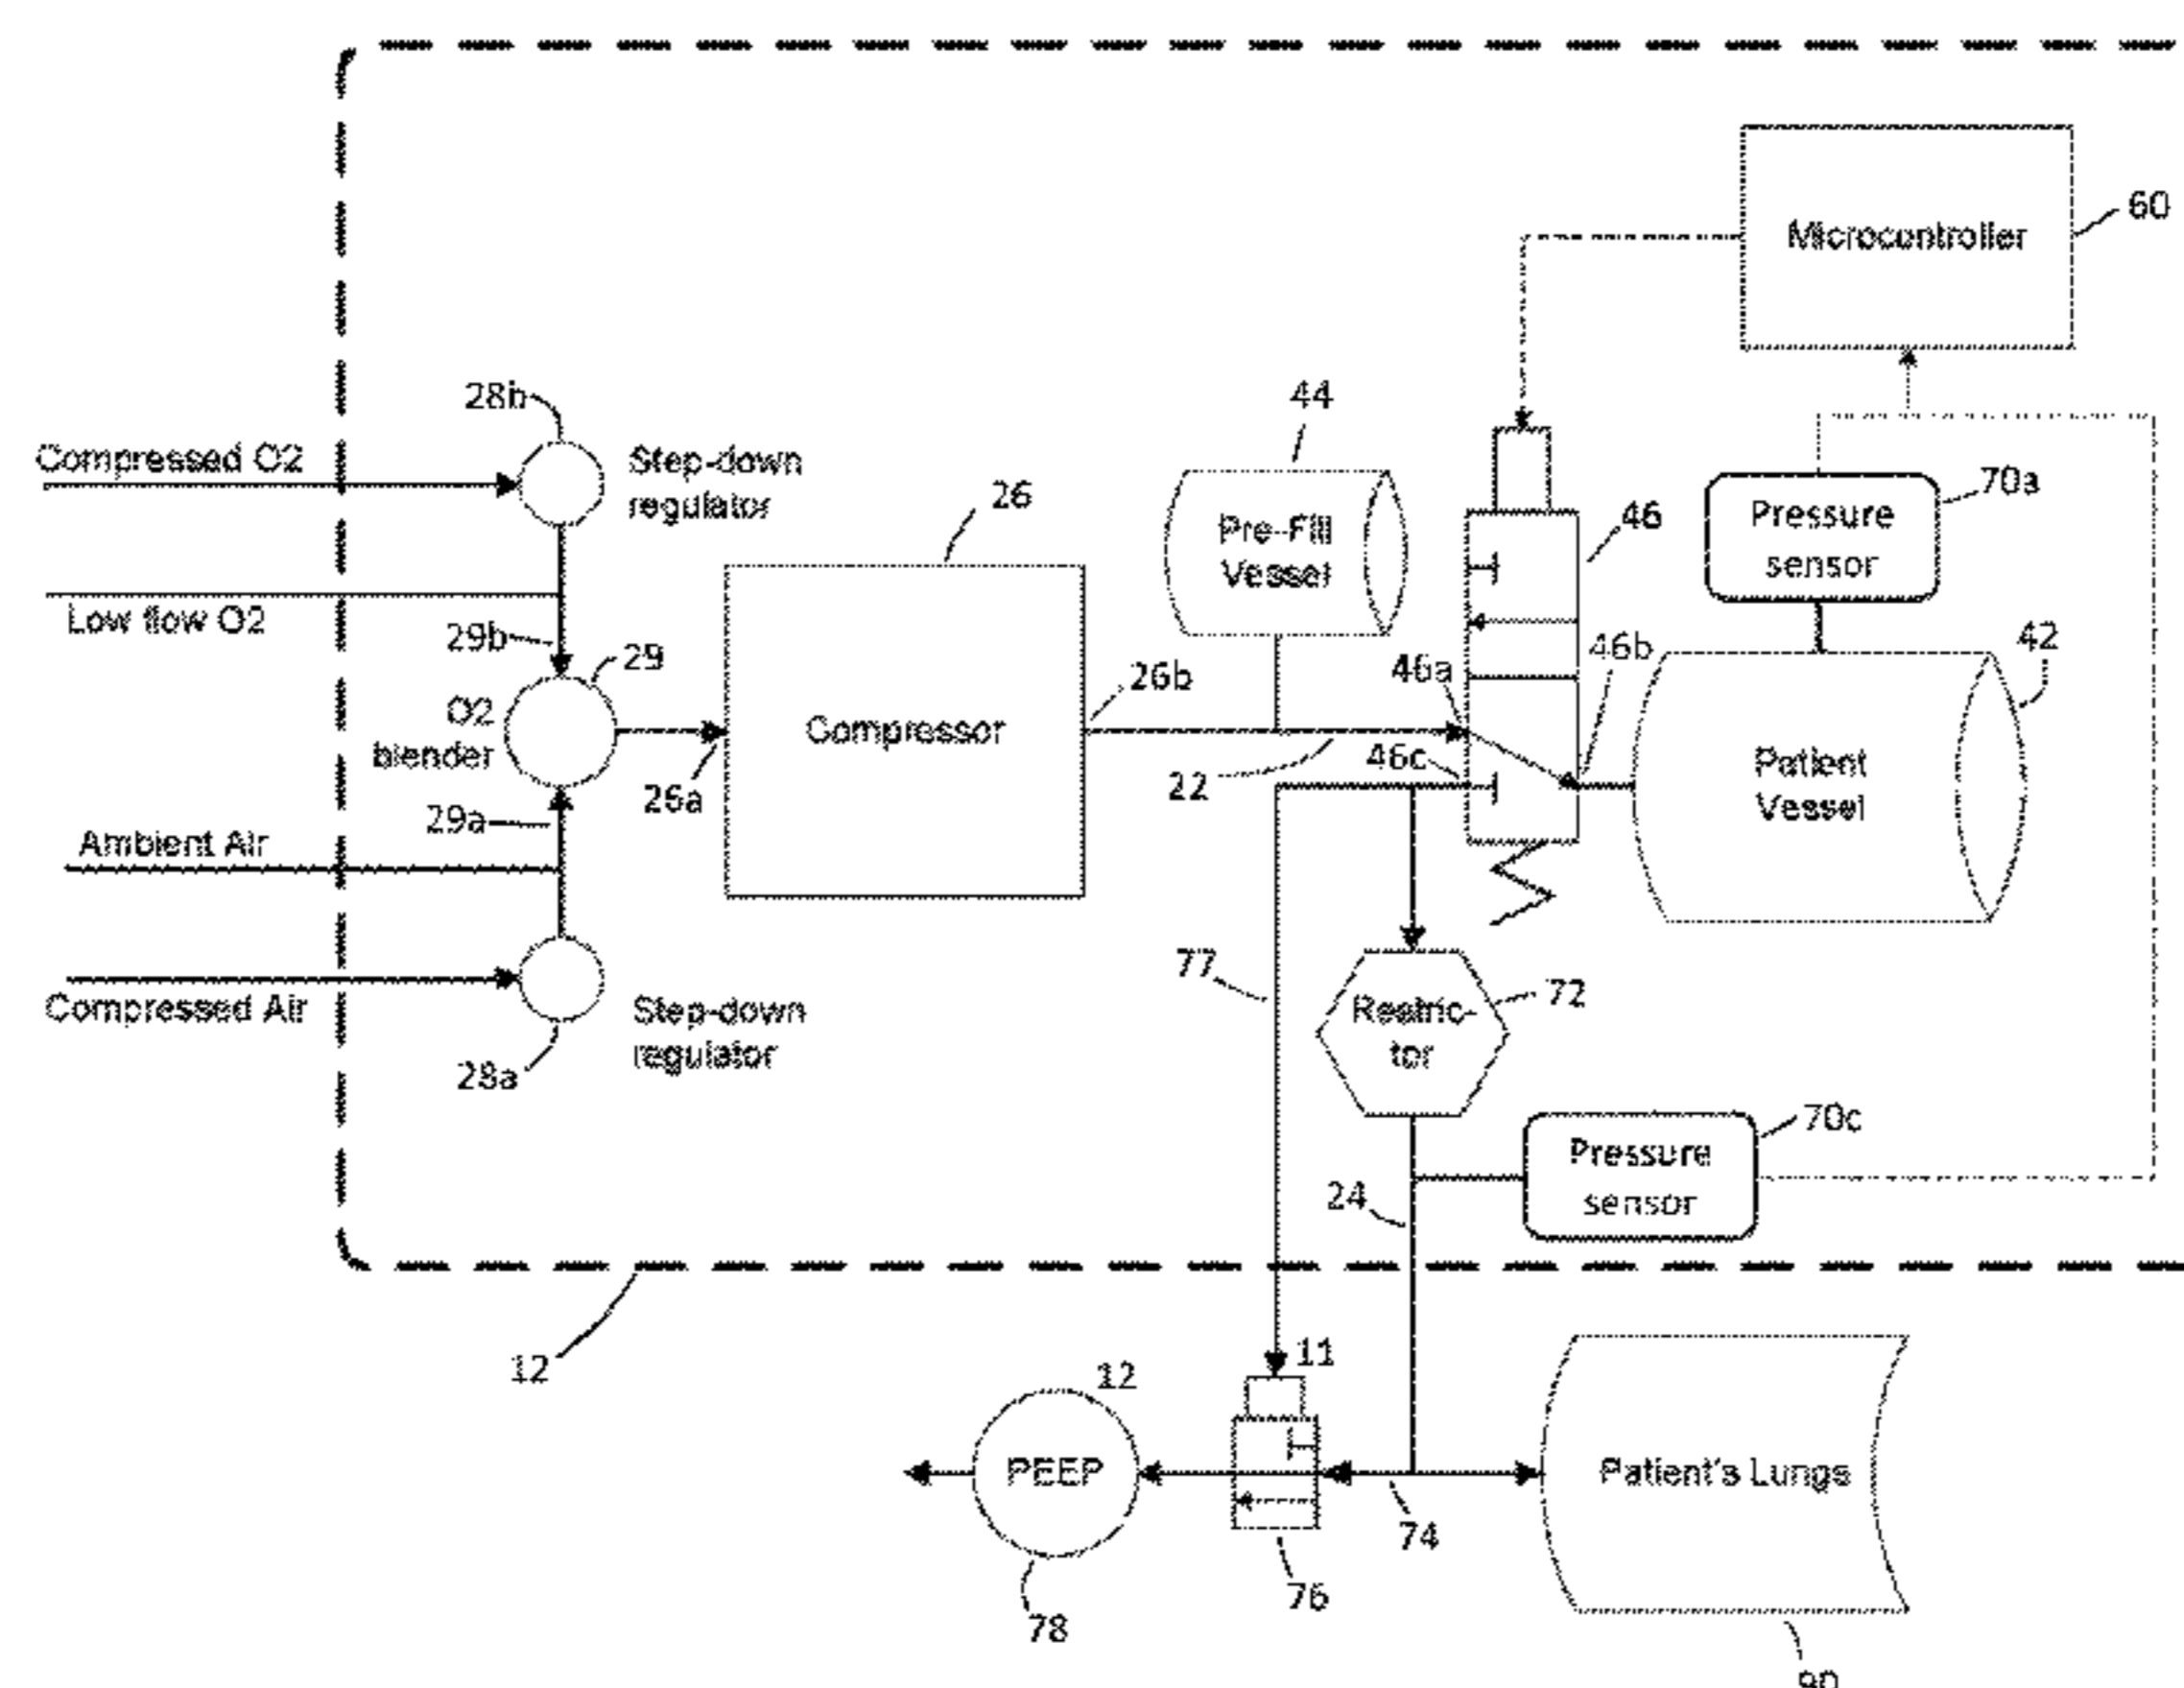 60
Microcontroller
28b
44
Compressed O2
Step-down
regulator
26
Pre-Fill
Vessel
46
70a
Pressure
sensor
Low flow O2
29b
29
46a
46b
42
26b
O2
blender
Compressor
46c
22
Patient
Vessel
26a
29a
Ambient Air
77
72
Restric-
tor
Compressed Air
Step-down
regulator
28a
70c
Pressure
sensor
24
12
11
12
PEEP
Patient's Lungs
74
76
78